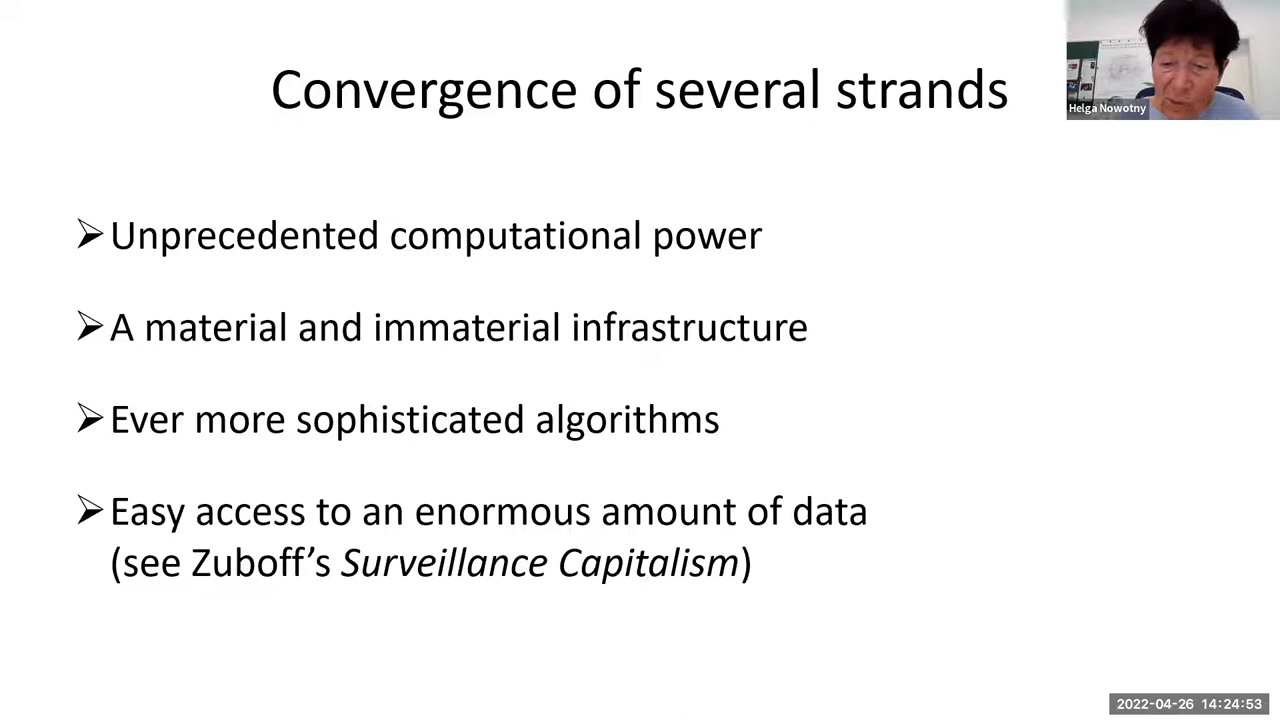 Convergence of several strands
Helga Nowotny
➢Unprecedented computational power
➢A material and immaterial infrastructure
➢Ever more sophisticated algorithms
➢Easy access to an enormous amount of data
(see Zuboff’s Surveillance Capitalism)
2022-04-26 14:24:53